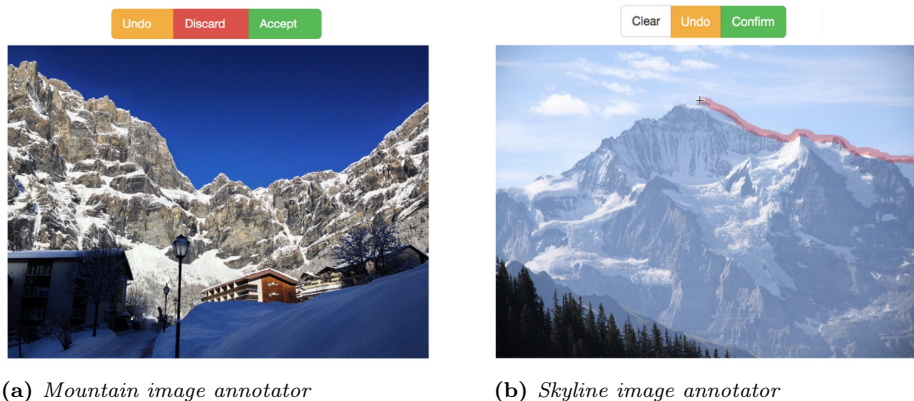 Undo Discard Accept
Clear Undo Confirm
(a) Mountain image annotator
(b) Skyline image annotator